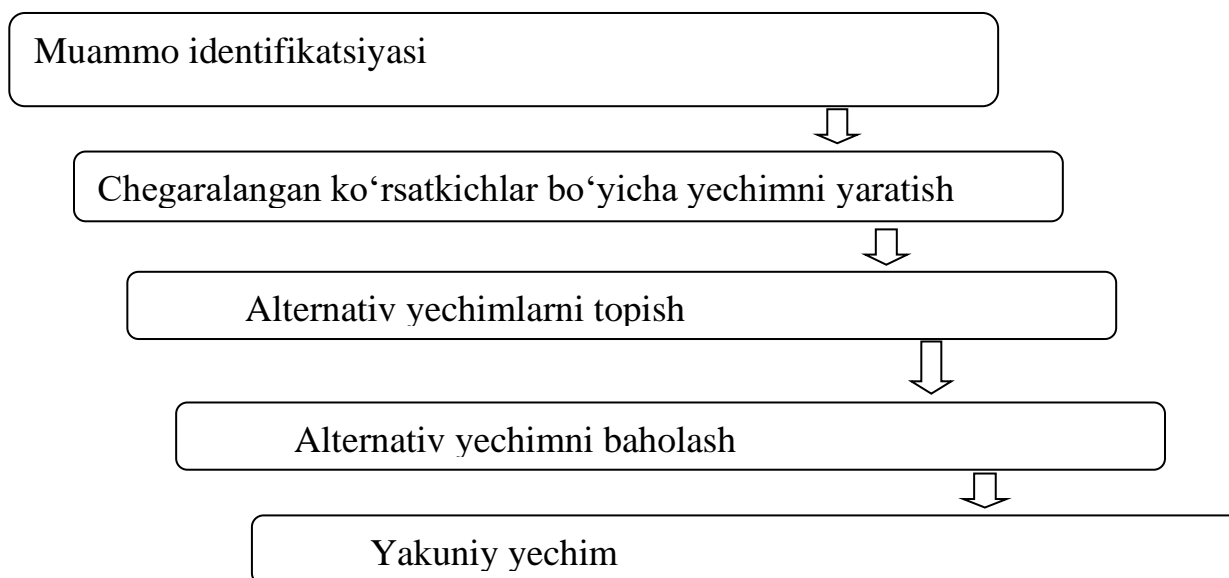 Muammo identifikatsiyasi
Chegaralangan ko‘rsatkichlar bo‘yicha yechimni yaratish
Alternativ yechimlarni topish
Alternativ yechimni baholash
Yakuniy yechim